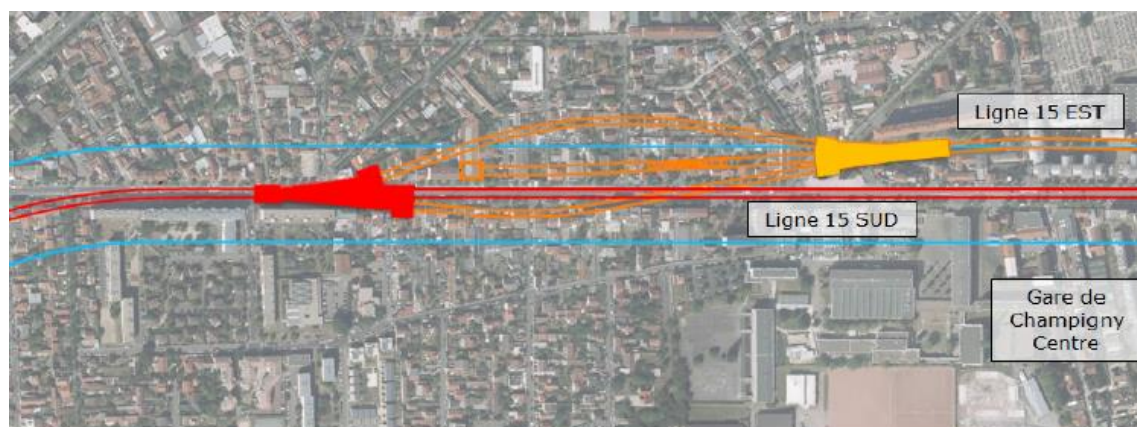 Ligne 15 EST
Ligne 15 SUD
Gare de
Champigny
Centre